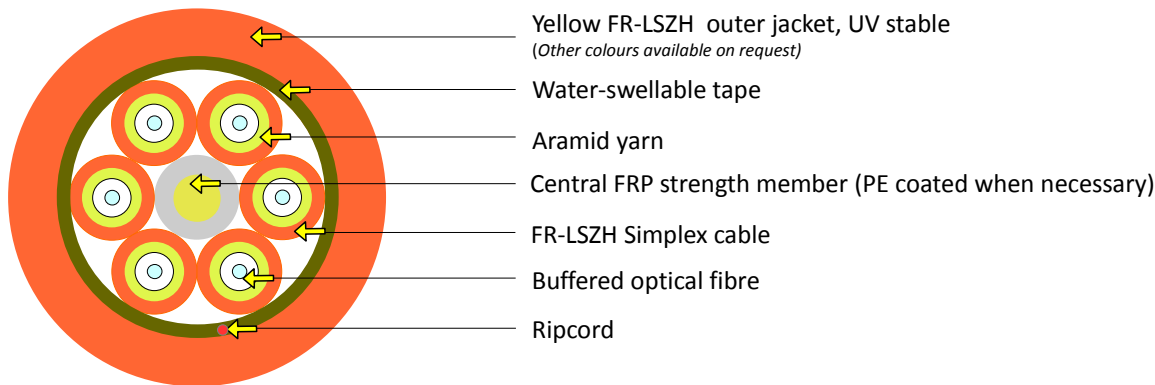 Yellow FR-LSZH  outer jacket, UV stable
(Other colours available on request)
Water-swellable tape
Aramid yarn
Central FRP strength member (PE coated when necessary)
FR-LSZH Simplex cable
Buffered optical fibre
Ripcord